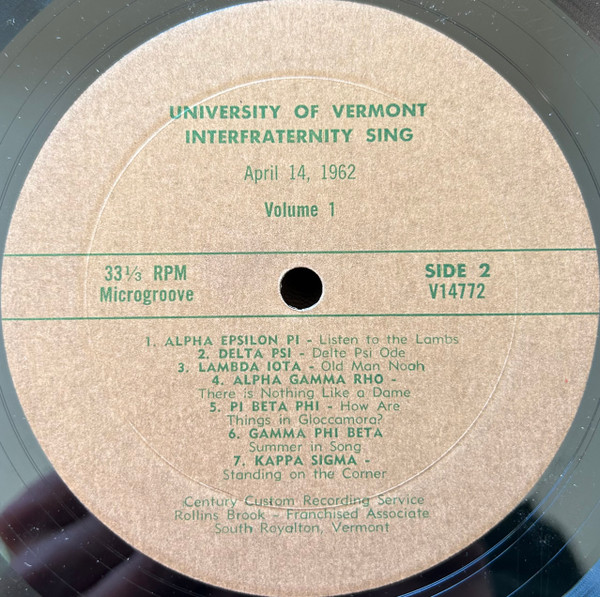 UNIVERSITY OF VERMONT
INTERFRATERNITY SING
April 14, 1962
Volume 1
33⅓ RPM
Microgroove
SIDE 2
V14772
1. ALPHA EPSILON PI - Listen to the Lambs
2. DELTA PSI - Delte Psi Ode
3. LAMBDA IOTA - Old Man Noah
4. ALPHA GAMMA RHO -
There is Nothing Like a Dame
5. PI BETA PHI - How Are
Things in Gloccamora?
6. GAMMA PHI BETA
Summer in Song
7. KAPPA SIGMA -
Standing on the Corner
Century Custom Recording Service
Rollins Brook - Franchised Associate
South Royalton, Vermont